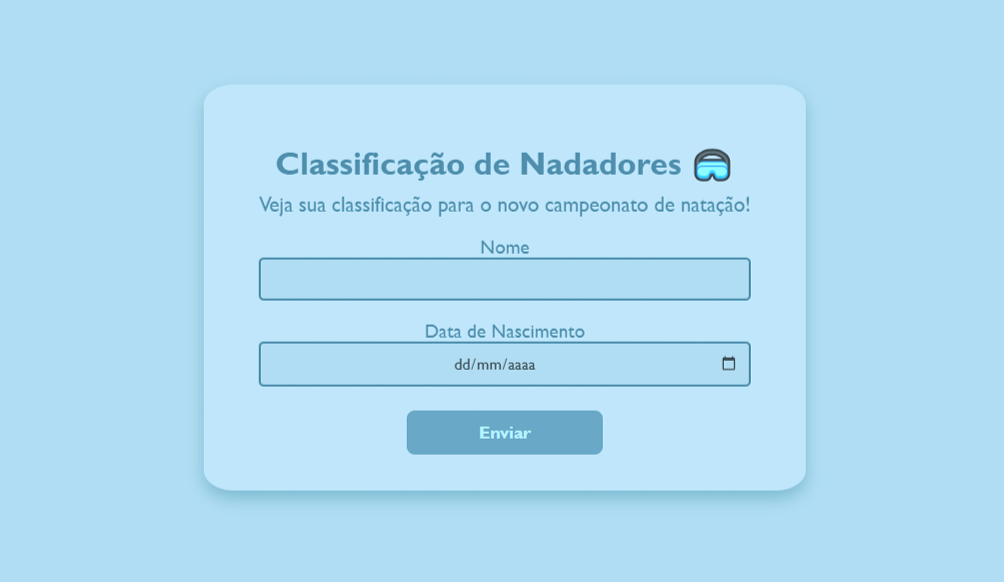 Classificação de Nadadores
Veja sua classificação para o novo campeonato de natação!
Nome
Data de Nascimento
dd/mm/aaaa
Enviar